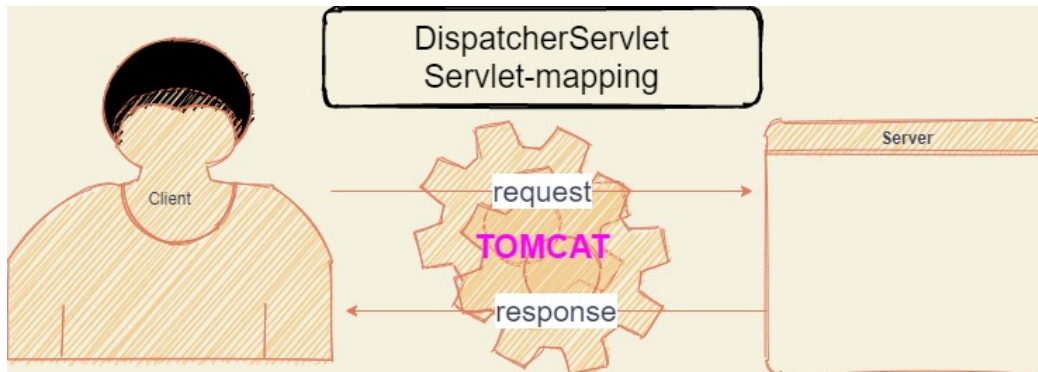 DispatcherServlet
Servlet-mapping
Server
Client
request
TOMCAT
response